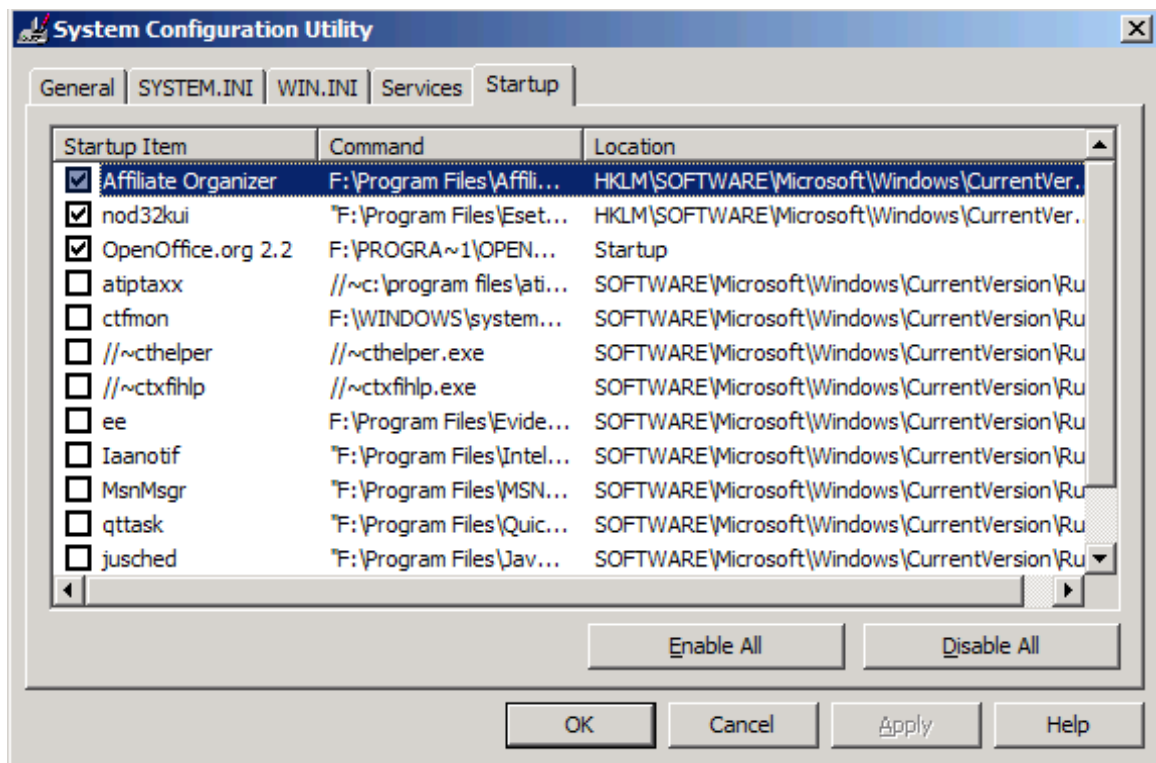 System Configuration Utility
General SYSTEM.INI WIN.INI Services Startup
Startup Item Command Location
Affiliate Organizer F:\Program Files\Affili... HKLM\SOFTWARE\Microsoft\Windows\CurrentVer...
nod32kui "F:\Program Files\Eset... HKLM\SOFTWARE\Microsoft\Windows\CurrentVer...
OpenOffice.org 2.2 F:\PROGRA~1\OPEN... Startup
atiptaxx //~c:\program files\ati... SOFTWARE\Microsoft\Windows\CurrentVersion\Ru
ctfmon F:\WINDOWS\system... SOFTWARE\Microsoft\Windows\CurrentVersion\Ru
//~cthelper //~cthelper.exe SOFTWARE\Microsoft\Windows\CurrentVersion\Ru
//~ctxfihlp //~ctxfihlp.exe SOFTWARE\Microsoft\Windows\CurrentVersion\Ru
ee F:\Program Files\Evide... SOFTWARE\Microsoft\Windows\CurrentVersion\Ru
Iaanotif "F:\Program Files\Intel... SOFTWARE\Microsoft\Windows\CurrentVersion\Ru
MsnMsgr "F:\Program Files\MSN... SOFTWARE\Microsoft\Windows\CurrentVersion\Ru
qttask "F:\Program Files\Quic... SOFTWARE\Microsoft\Windows\CurrentVersion\Ru
jusched "F:\Program Files\Jav... SOFTWARE\Microsoft\Windows\CurrentVersion\Ru
Enable All Disable All
OK Cancel Apply Help